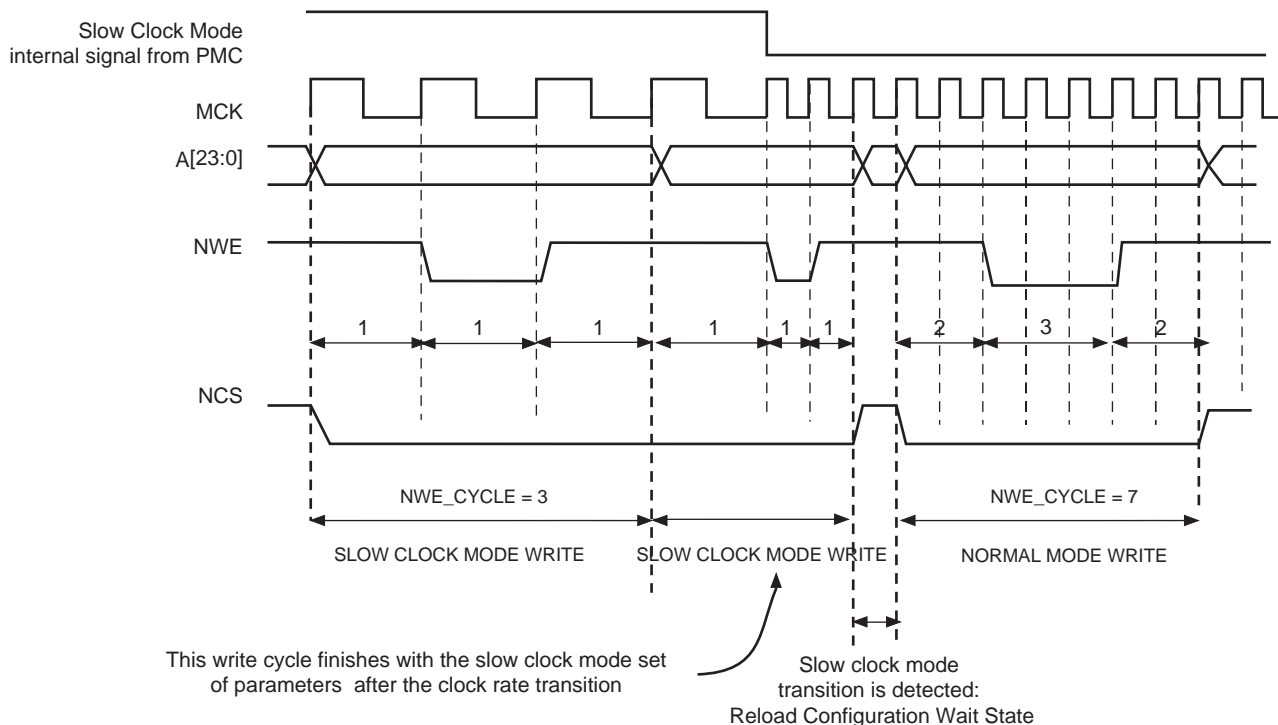 Slow Clock Mode
internal signal from PMC
MCK
A[23:0]
NWE
1 1 1 1 1 1 2 3 2
NCS
NWE_CYCLE = 3 NWE_CYCLE = 7
SLOW CLOCK MODE WRITE SLOW CLOCK MODE WRITE NORMAL MODE WRITE
This write cycle finishes with the slow clock mode set
of parameters after the clock rate transition
Slow clock mode
transition is detected:
Reload Configuration Wait State